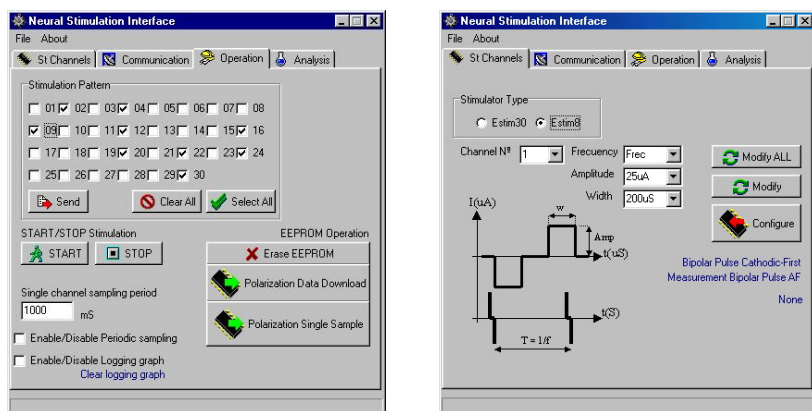 Neural Stimulation Interface
File About
St Channels Communication Operation Analysis
Stimulation Pattern
01 02 03 04 05 06 07 08
09 10 11 12 13 14 15 16
17 18 19 20 21 22 23 24
25 26 27 28 29 30
Send Clear All Select All
START/STOP Stimulation
START STOP
EEPROM Operation
Erase EEPROM
Polarization Data Download
Polarization Single Sample
Single channel sampling period
1000 mS
Enable/Disable Periodic sampling
Enable/Disable Logging graph
Clear logging graph
Neural Stimulation Interface
File About
St Channels Communication Operation Analysis
Stimulator Type
Estim30 Estim8
Channel Nº 1
Frecuency Frec
Amplitude 25uA
Width 200uS
Modify ALL
Modify
Configure
I(uA)
w
Amp
t(uS)
t(S)
T = 1/f
Bipolar Pulse Cathodic-First
Measurement Bipolar Pulse AF
None